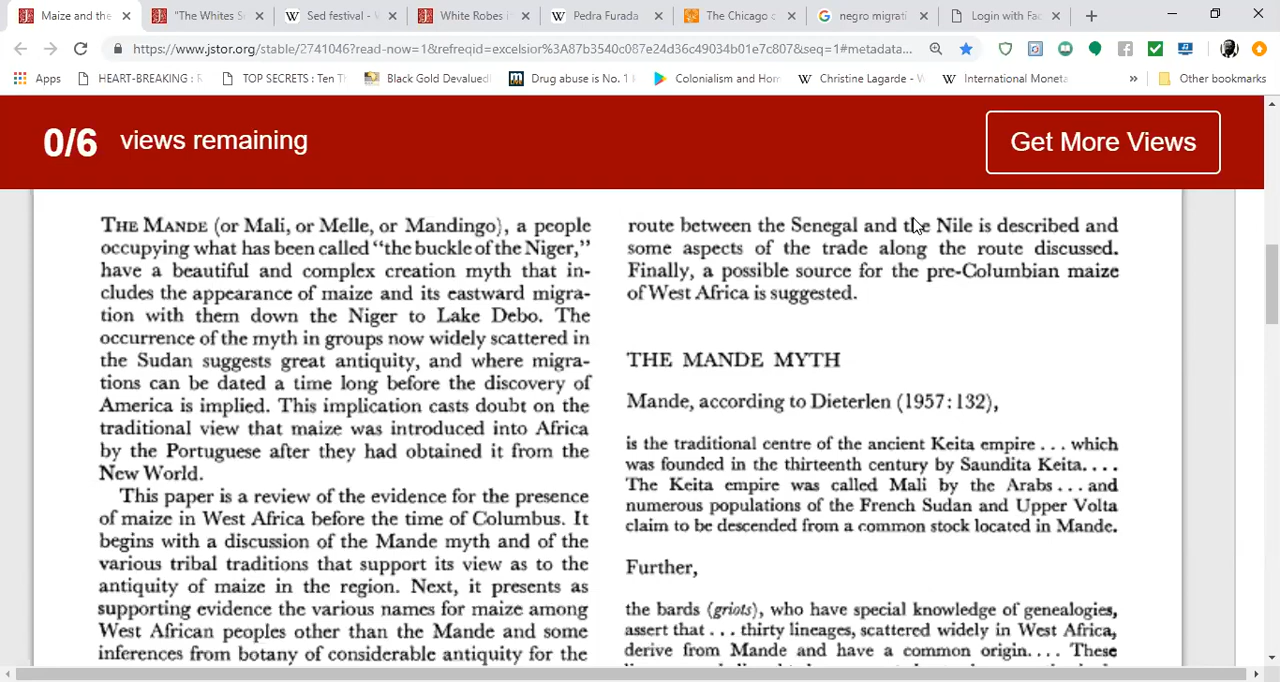 Maize and the
"The Whites S
Sed festival - W
White Robes i
Pedra Furada
The Chicago c
negro migrati
Login with Fac
https://www.jstor.org/stable/2741046?read-now=1&refreqid=excelsior%3A87b3540c087e24d36c49034b01e7c807&seq=1#metadata...
Apps
HEART-BREAKING : R
TOP SECRETS : Ten Th
Black Gold Devalued!
Drug abuse is No. 1 k
Colonialism and Hom
Christine Lagarde - W
International Moneta
»
Other bookmarks
0/6 views remaining
Get More Views
THE MANDE (or Mali, or Melle, or Mandingo), a people
occupying what has been called "the buckle of the Niger,"
have a beautiful and complex creation myth that in-
cludes the appearance of maize and its eastward migra-
tion with them down the Niger to Lake Debo. The
occurrence of the myth in groups now widely scattered in
the Sudan suggests great antiquity, and where migra-
tions can be dated a time long before the discovery of
America is implied. This implication casts doubt on the
traditional view that maize was introduced into Africa
by the Portuguese after they had obtained it from the
New World.
This paper is a review of the evidence for the presence
of maize in West Africa before the time of Columbus. It
begins with a discussion of the Mande myth and of the
various tribal traditions that support its view as to the
antiquity of maize in the region. Next, it presents as
supporting evidence the various names for maize among
West African peoples other than the Mande and some
inferences from botany of considerable antiquity for the
route between the Senegal and the Nile is described and
some aspects of the trade along the route discussed.
Finally, a possible source for the pre-Columbian maize
of West Africa is suggested.
THE MANDE MYTH
Mande, according to Dieterlen (1957:132),
is the traditional centre of the ancient Keita empire . . . which
was founded in the thirteenth century by Saundita Keita. . . .
The Keita empire was called Mali by the Arabs . . . and
numerous populations of the French Sudan and Upper Volta
claim to be descended from a common stock located in Mande.
Further,
the bards (griots), who have special knowledge of genealogies,
assert that . . . thirty lineages, scattered widely in West Africa,
derive from Mande and have a common origin. . . . These